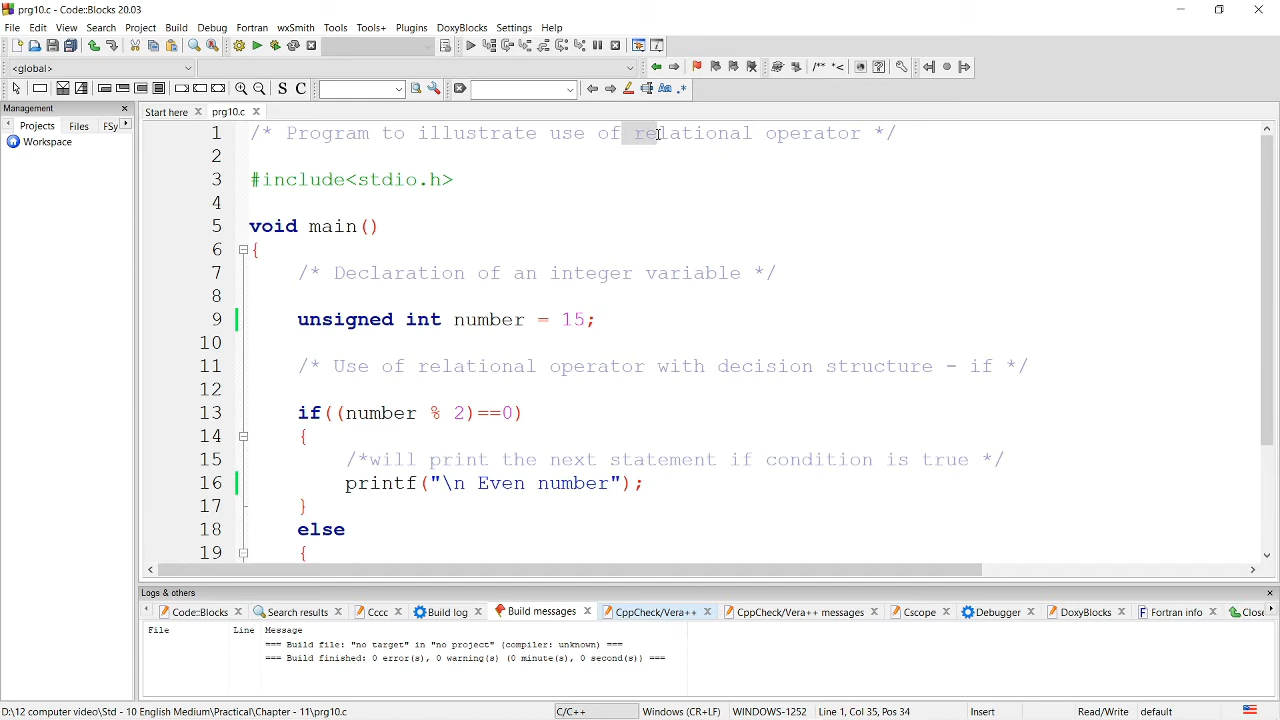 prg10.c - Code::Blocks 20.03
File Edit View Search Project Build Debug Fortran wxSmith Tools Tools+ Plugins DoxyBlocks Settings Help
<global>
S C
/** *<
Aa .*
Management
Projects Files FSy
Workspace
Start here prg10.c
1 /* Program to illustrate use of relational operator */
2
3 #include<stdio.h>
4
5 void main()
6 {
7 /* Declaration of an integer variable */
8
9 unsigned int number = 15;
10
11 /* Use of relational operator with decision structure - if */
12
13 if((number % 2)==0)
14 {
15 /*will print the next statement if condition is true */
16 printf("\n Even number");
17 }
18 else
19 {
Logs & others
Code::Blocks Search results Cccc Build log Build messages CppCheck/Vera++ CppCheck/Vera++ messages Cscope Debugger DoxyBlocks Fortran info Close
File Line Message
=== Build file: "no target" in "no project" (compiler: unknown) ===
=== Build finished: 0 error(s), 0 warning(s) (0 minute(s), 0 second(s)) ===
D:\12 computer video\Std - 10 English Medium\Practical\Chapter - 11\prg10.c C/C++ Windows (CR+LF) WINDOWS-1252 Line 1, Col 35, Pos 34 Insert Read/Write default